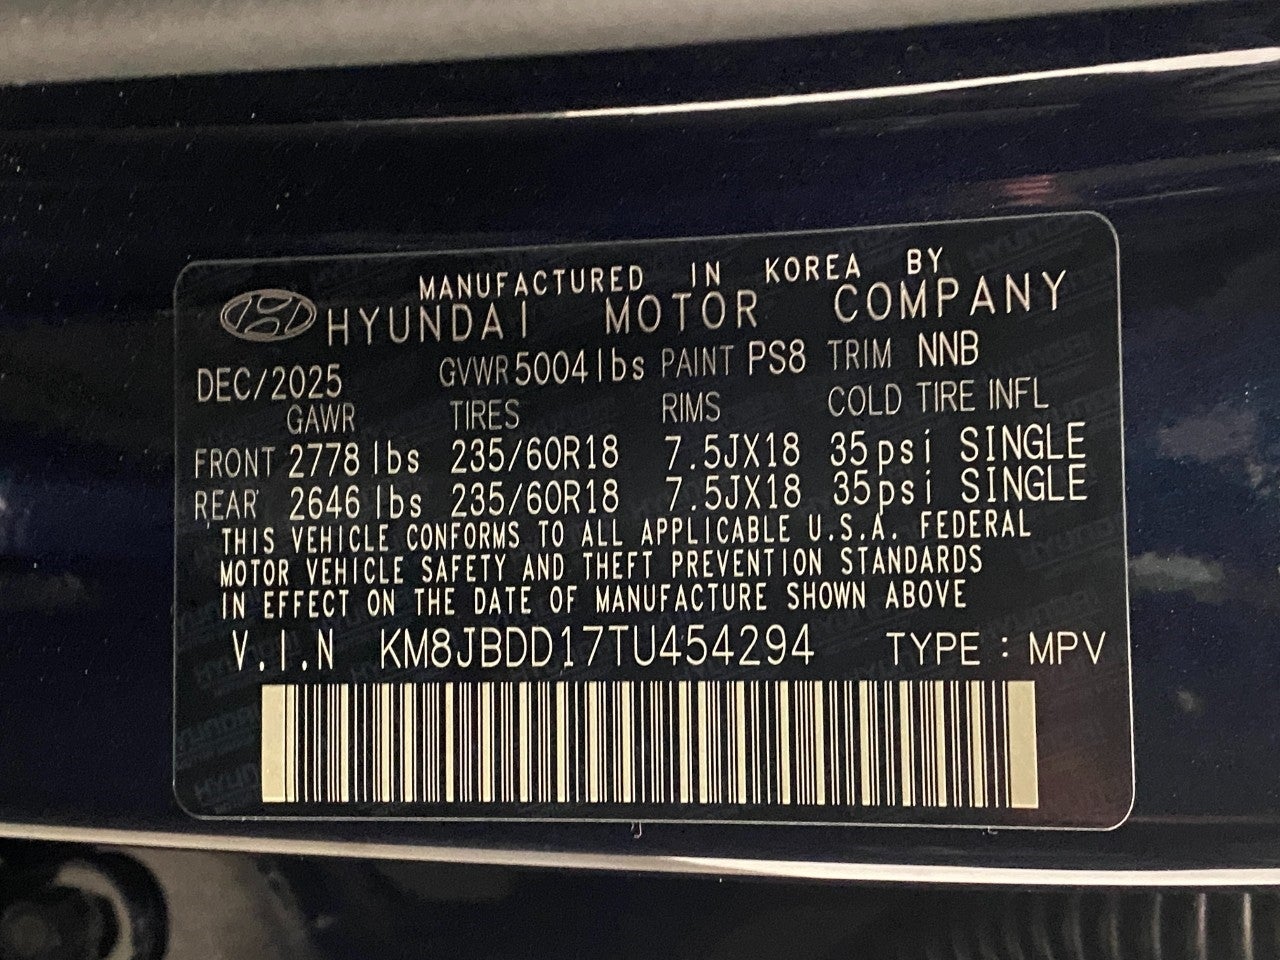 MANUFACTURED IN KOREA BY
HYUNDAI MOTOR COMPANY
DEC/2025 GVWR 5004 lbs PAINT PS8 TRIM NNB
GAWR TIRES RIMS COLD TIRE INFL
FRONT 2778 lbs 235/60R18 7.5JX18 35psi SINGLE
REAR 2646 lbs 235/60R18 7.5JX18 35psi SINGLE
THIS VEHICLE CONFORMS TO ALL APPLICABLE U.S.A. FEDERAL
MOTOR VEHICLE SAFETY AND THEFT PREVENTION STANDARDS
IN EFFECT ON THE DATE OF MANUFACTURE SHOWN ABOVE
V.I.N KM8JBDD17TU454294 TYPE : MPV